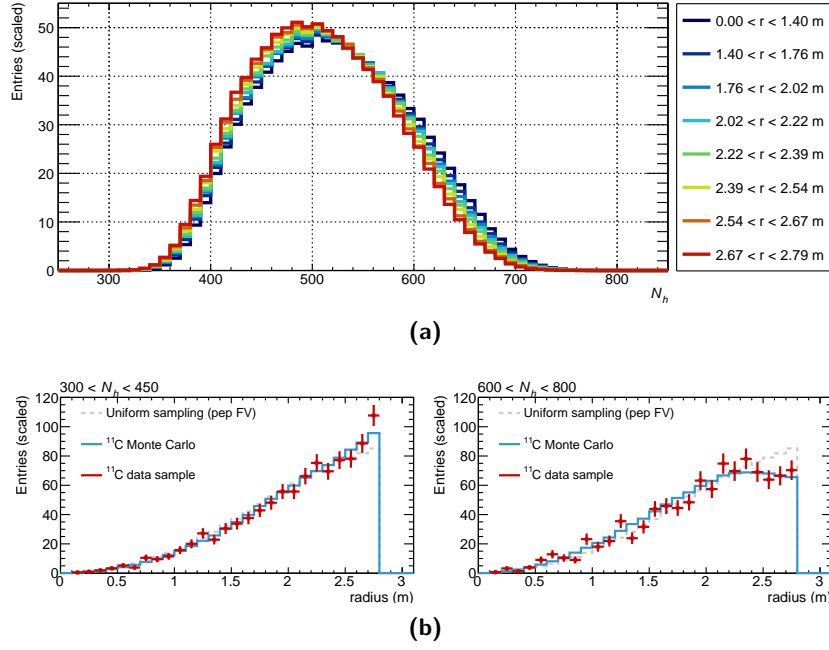 Entries (scaled)
50
40
30
20
10
0
300 400 500 600 700 800
N_h
0.00 < r < 1.40 m
1.40 < r < 1.76 m
1.76 < r < 2.02 m
2.02 < r < 2.22 m
2.22 < r < 2.39 m
2.39 < r < 2.54 m
2.54 < r < 2.67 m
2.67 < r < 2.79 m
(a)
300 < N_h < 450
Entries (scaled)
120
100
80
60
40
20
0
Uniform sampling (pep FV)
¹¹C Monte Carlo
¹¹C data sample
0 0.5 1 1.5 2 2.5 3
radius (m)
600 < N_h < 800
Entries (scaled)
120
100
80
60
40
20
0
Uniform sampling (pep FV)
¹¹C Monte Carlo
¹¹C data sample
0 0.5 1 1.5 2 2.5 3
radius (m)
(b)